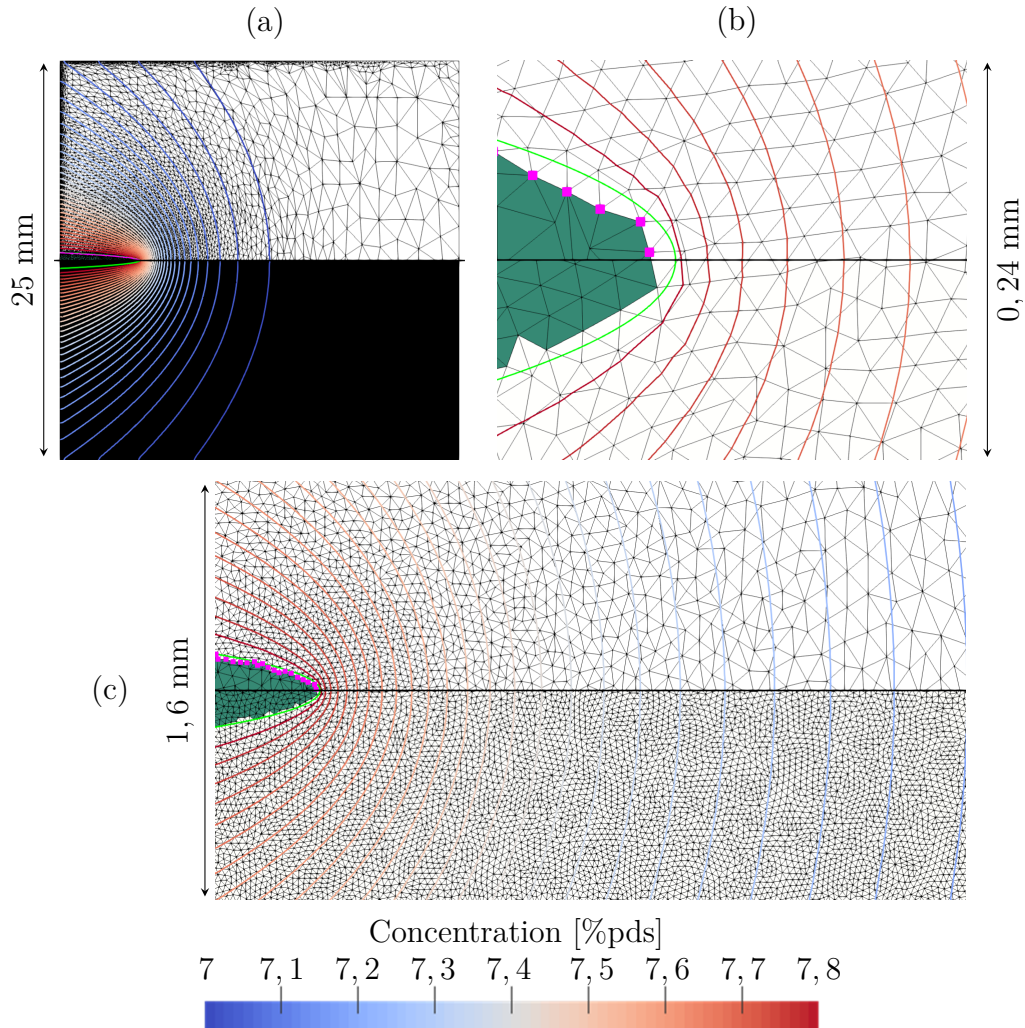 (a)
(b)
25 mm
0, 24 mm
(c)
1, 6 mm
Concentration [%pds]
7 7, 1 7, 2 7, 3 7, 4 7, 5 7, 6 7, 7 7, 8